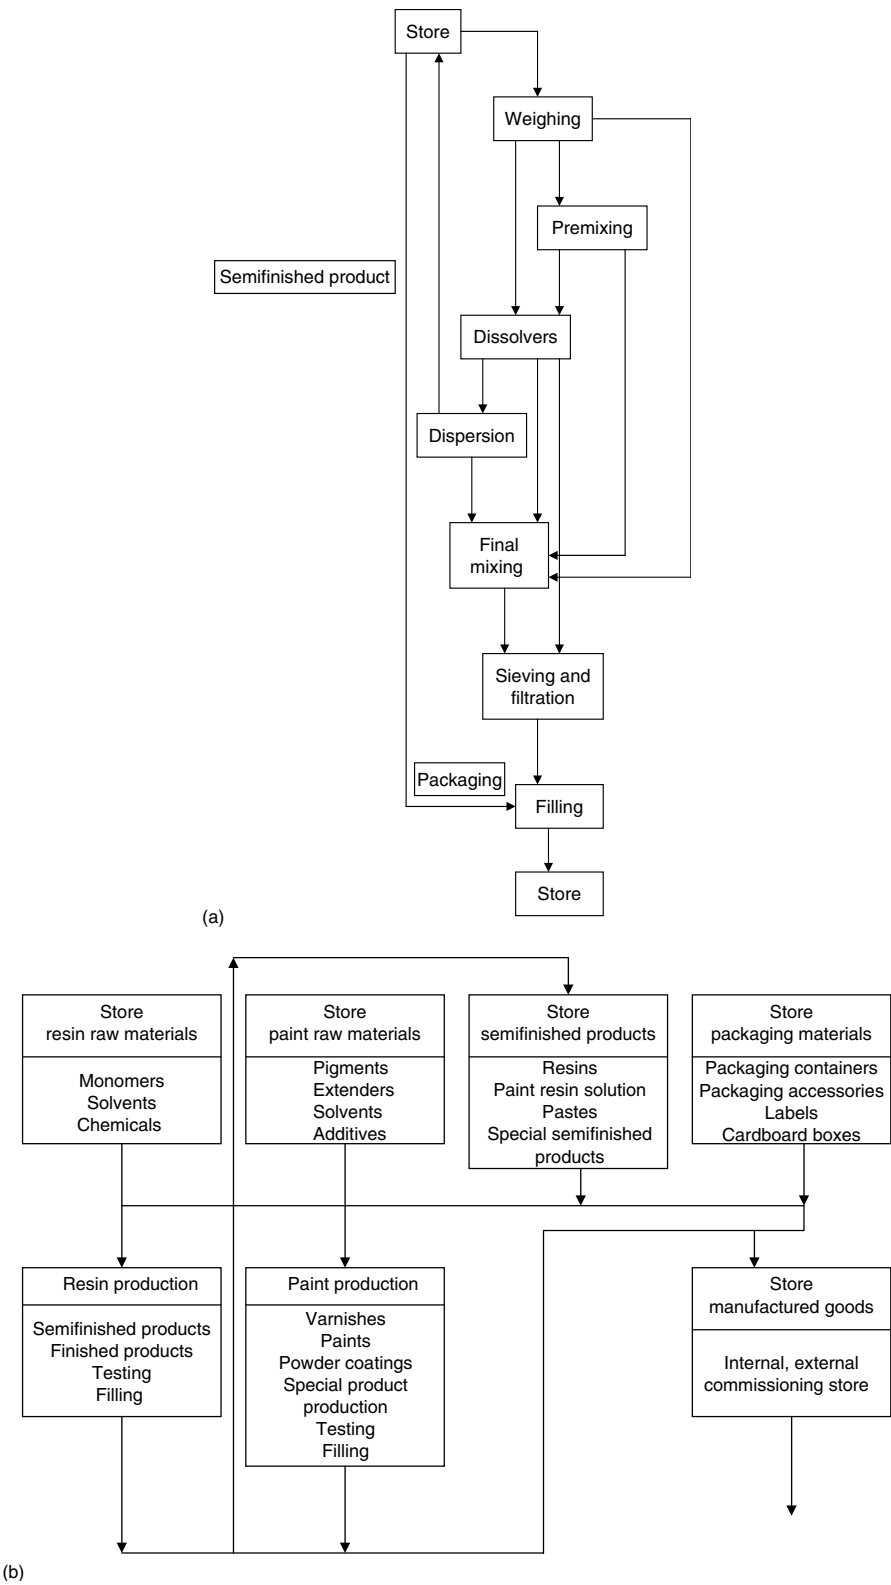 Store
Weighing
Premixing
Semifinished product
Dissolvers
Dispersion
Final
mixing
Sieving and
filtration
Packaging
Filling
Store
(a)
Store
resin raw materials
Monomers
Solvents
Chemicals
Store
paint raw materials
Pigments
Extenders
Solvents
Additives
Store
semifinished products
Resins
Paint resin solution
Pastes
Special semifinished
products
Store
packaging materials
Packaging containers
Packaging accessories
Labels
Cardboard boxes
Resin production
Semifinished products
Finished products
Testing
Filling
Paint production
Varnishes
Paints
Powder coatings
Special product
production
Testing
Filling
Store
manufactured goods
Internal, external
commissioning store
(b)